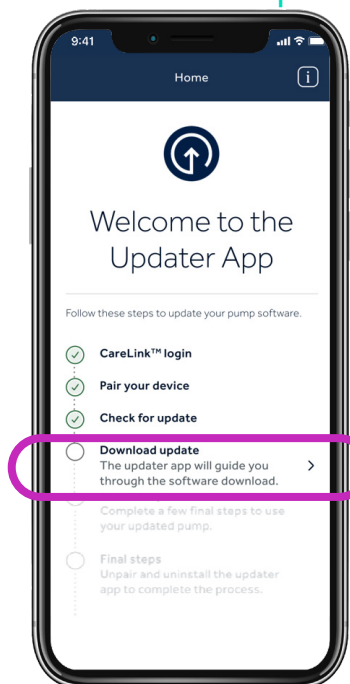 9:41
Home
i
Welcome to the
Updater App
Follow these steps to update your pump software.
CareLink™ login
Pair your device
Check for update
Download update
The updater app will guide you
through the software download.
Complete a few final steps to use
your updated pump.
Final steps
Unpair and uninstall the updater
app to complete the process.